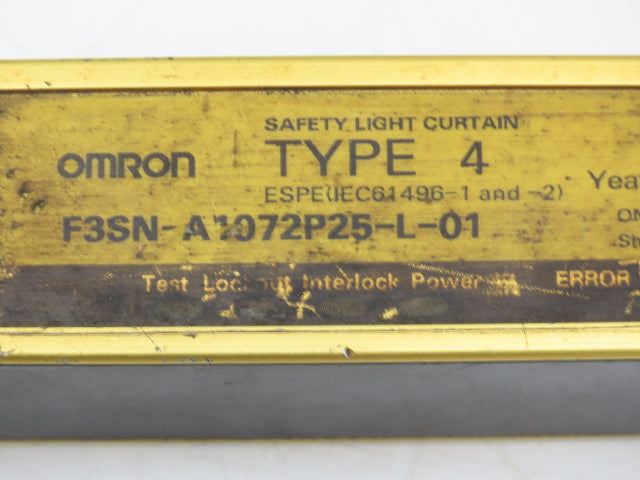 SAFETY LIGHT CURTAIN
OMRON TYPE 4
ESPE(IEC61496-1 and -2)
Yea
F3SN-A1072P25-L-01
Test Lockout Interlock Power
ERROR